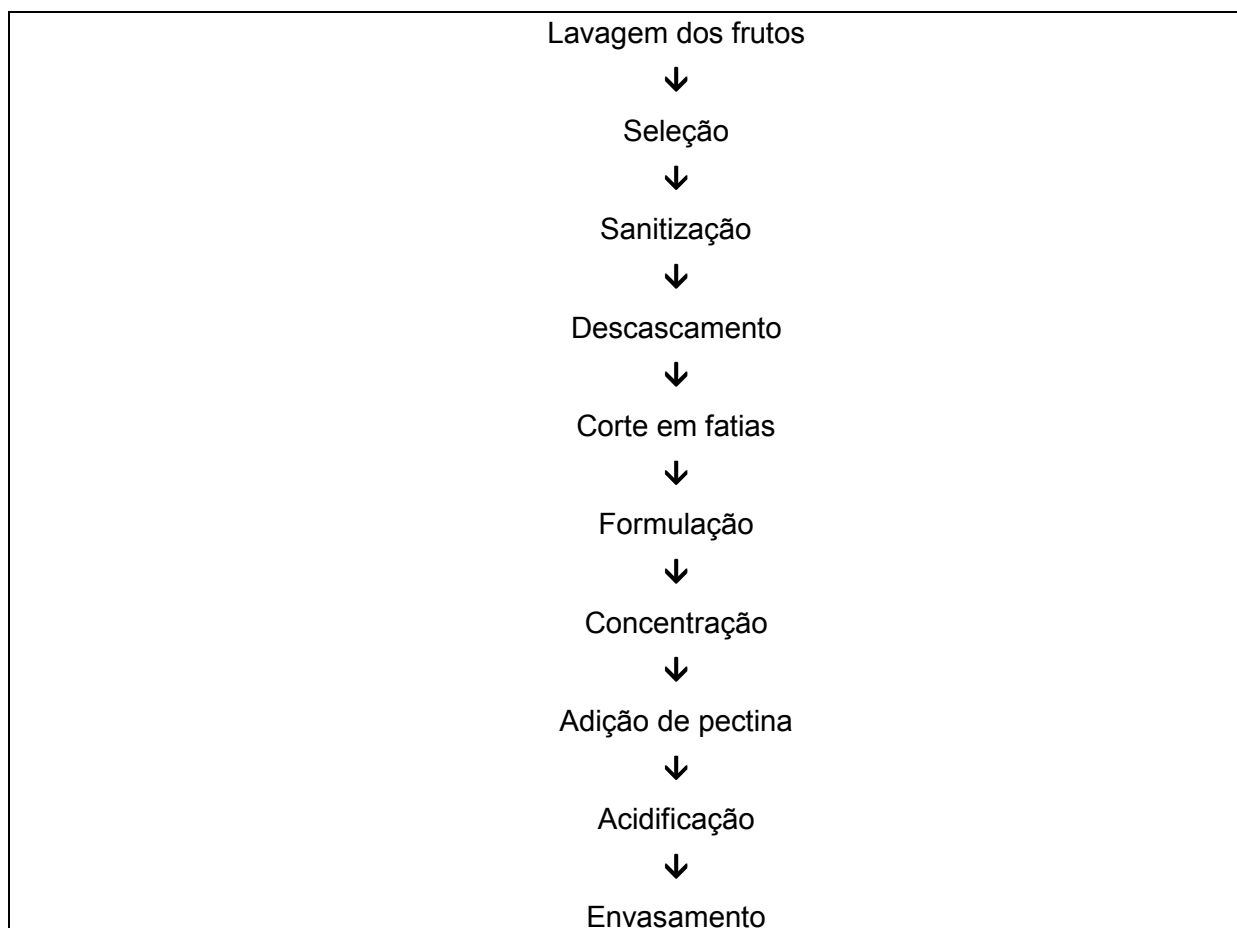 Lavagem dos frutos
🡻
Seleção
🡻
Sanitização
🡻
Descascamento
🡻
Corte em fatias
🡻
Formulação
🡻
Concentração
🡻
Adição de pectina
🡻
Acidificação
🡻
Envasamento